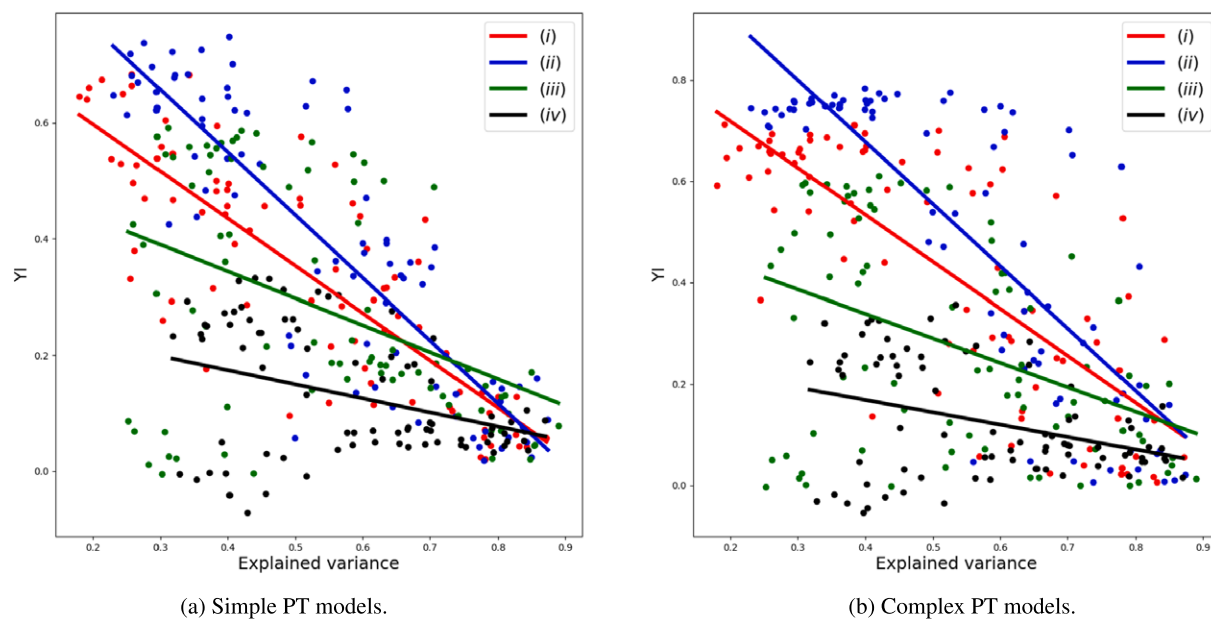 (i)
(ii)
(iii)
(iv)
YI
0.6
0.4
0.2
0.0
0.2 0.3 0.4 0.5 0.6 0.7 0.8 0.9
Explained variance
(a) Simple PT models.
(i)
(ii)
(iii)
(iv)
YI
0.8
0.6
0.4
0.2
0.0
0.2 0.3 0.4 0.5 0.6 0.7 0.8 0.9
Explained variance
(b) Complex PT models.